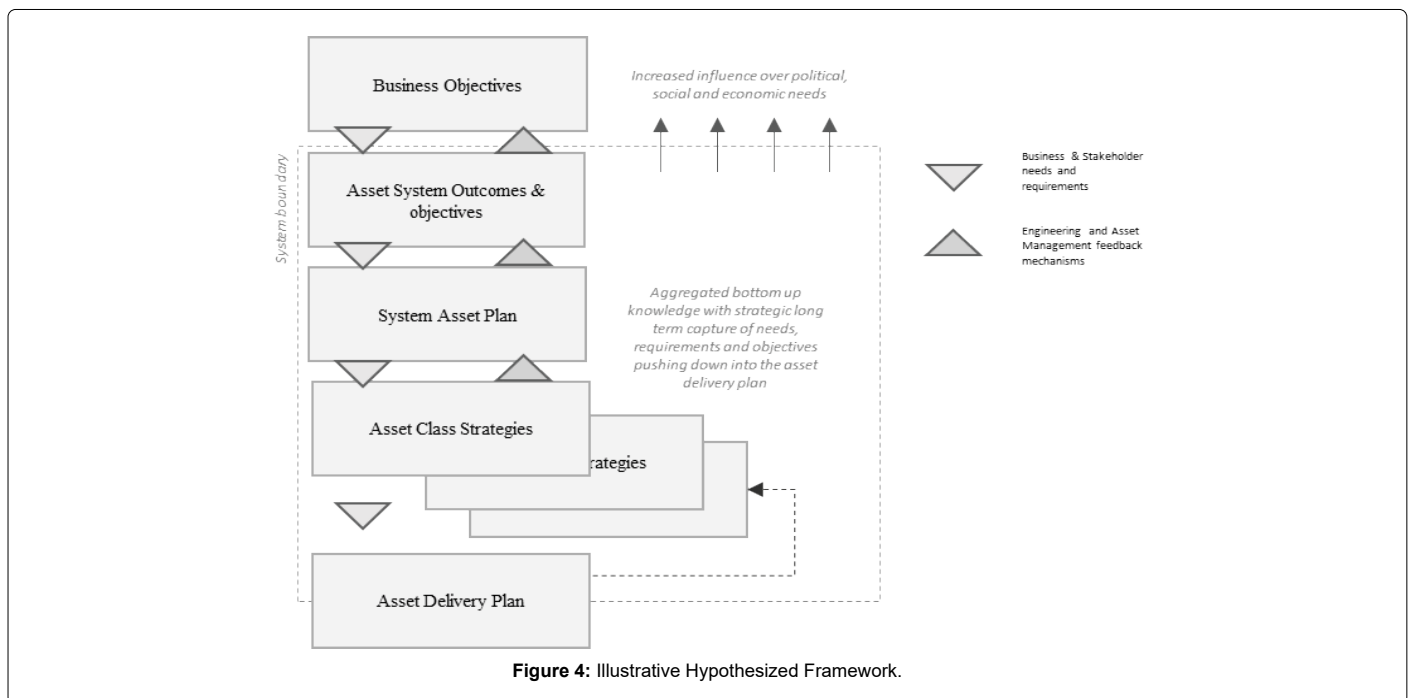 Business Objectives
Increased influence over political,
social and economic needs
System boundary
Asset System Outcomes &
objectives
Business & Stakeholder
needs and
requirements
Engineering and Asset
Management feedback
mechanisms
System Asset Plan
Aggregated bottom up
knowledge with strategic long
term capture of needs,
requirements and objectives
pushing down into the asset
delivery plan
Asset Class Strategies
rategies
Asset Delivery Plan
Figure 4: Illustrative Hypothesized Framework.